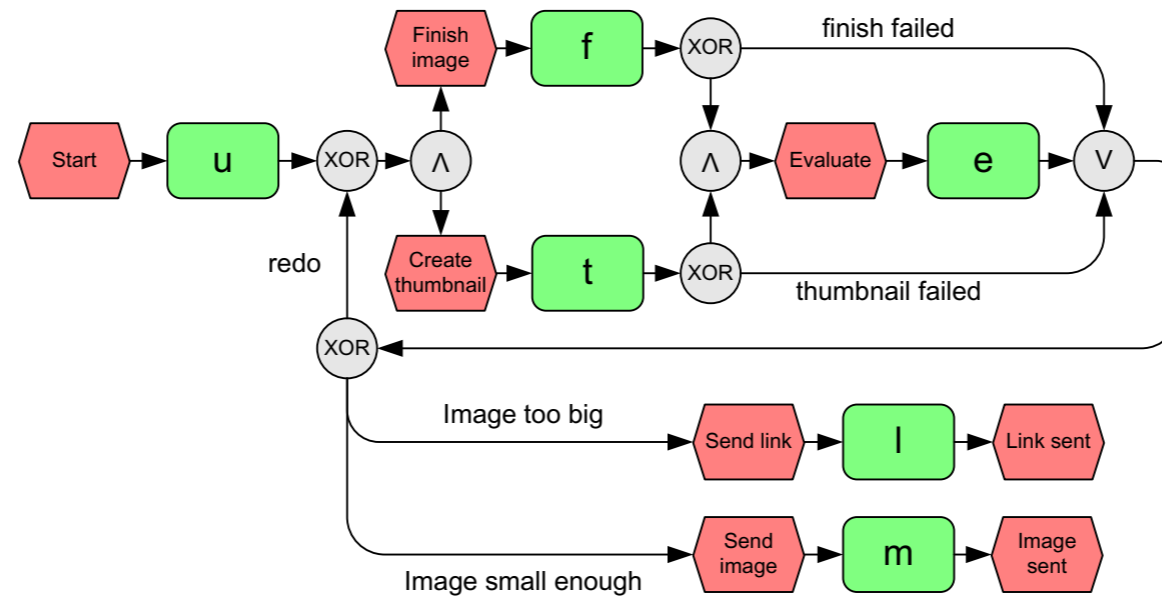 Finish
image
f
XOR
finish failed
Start
u
XOR
Λ
Λ
Evaluate
e
V
redo
Create
thumbnail
t
XOR
thumbnail failed
XOR
Image too big
Send link
l
Link sent
Image small enough
Send
image
m
Image
sent